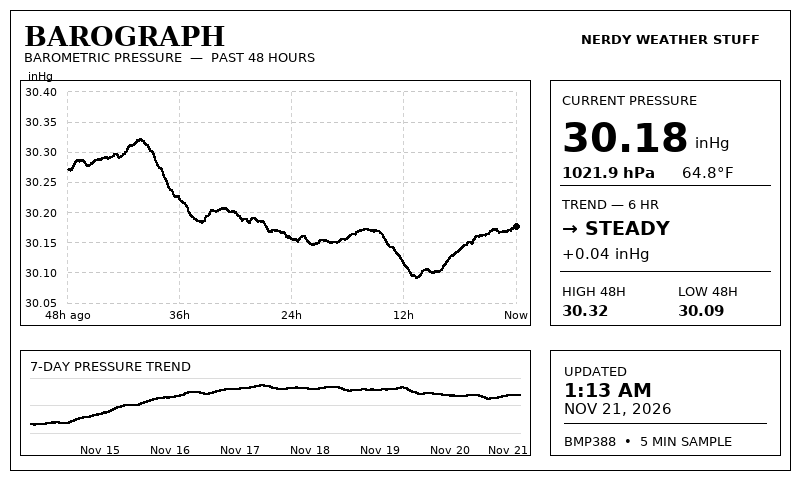 BAROGRAPH
BAROMETRIC PRESSURE — PAST 48 HOURS
NERDY WEATHER STUFF
inHg
30.40
30.35
30.30
30.25
30.20
30.15
30.10
30.05
48h ago 36h 24h 12h Now
CURRENT PRESSURE
30.18 inHg
1021.9 hPa 64.8°F
TREND — 6 HR
→ STEADY
+0.04 inHg
HIGH 48H LOW 48H
30.32 30.09
7-DAY PRESSURE TREND
Nov 15 Nov 16 Nov 17 Nov 18 Nov 19 Nov 20 Nov 21
UPDATED
1:13 AM
NOV 21, 2026
BMP388 • 5 MIN SAMPLE